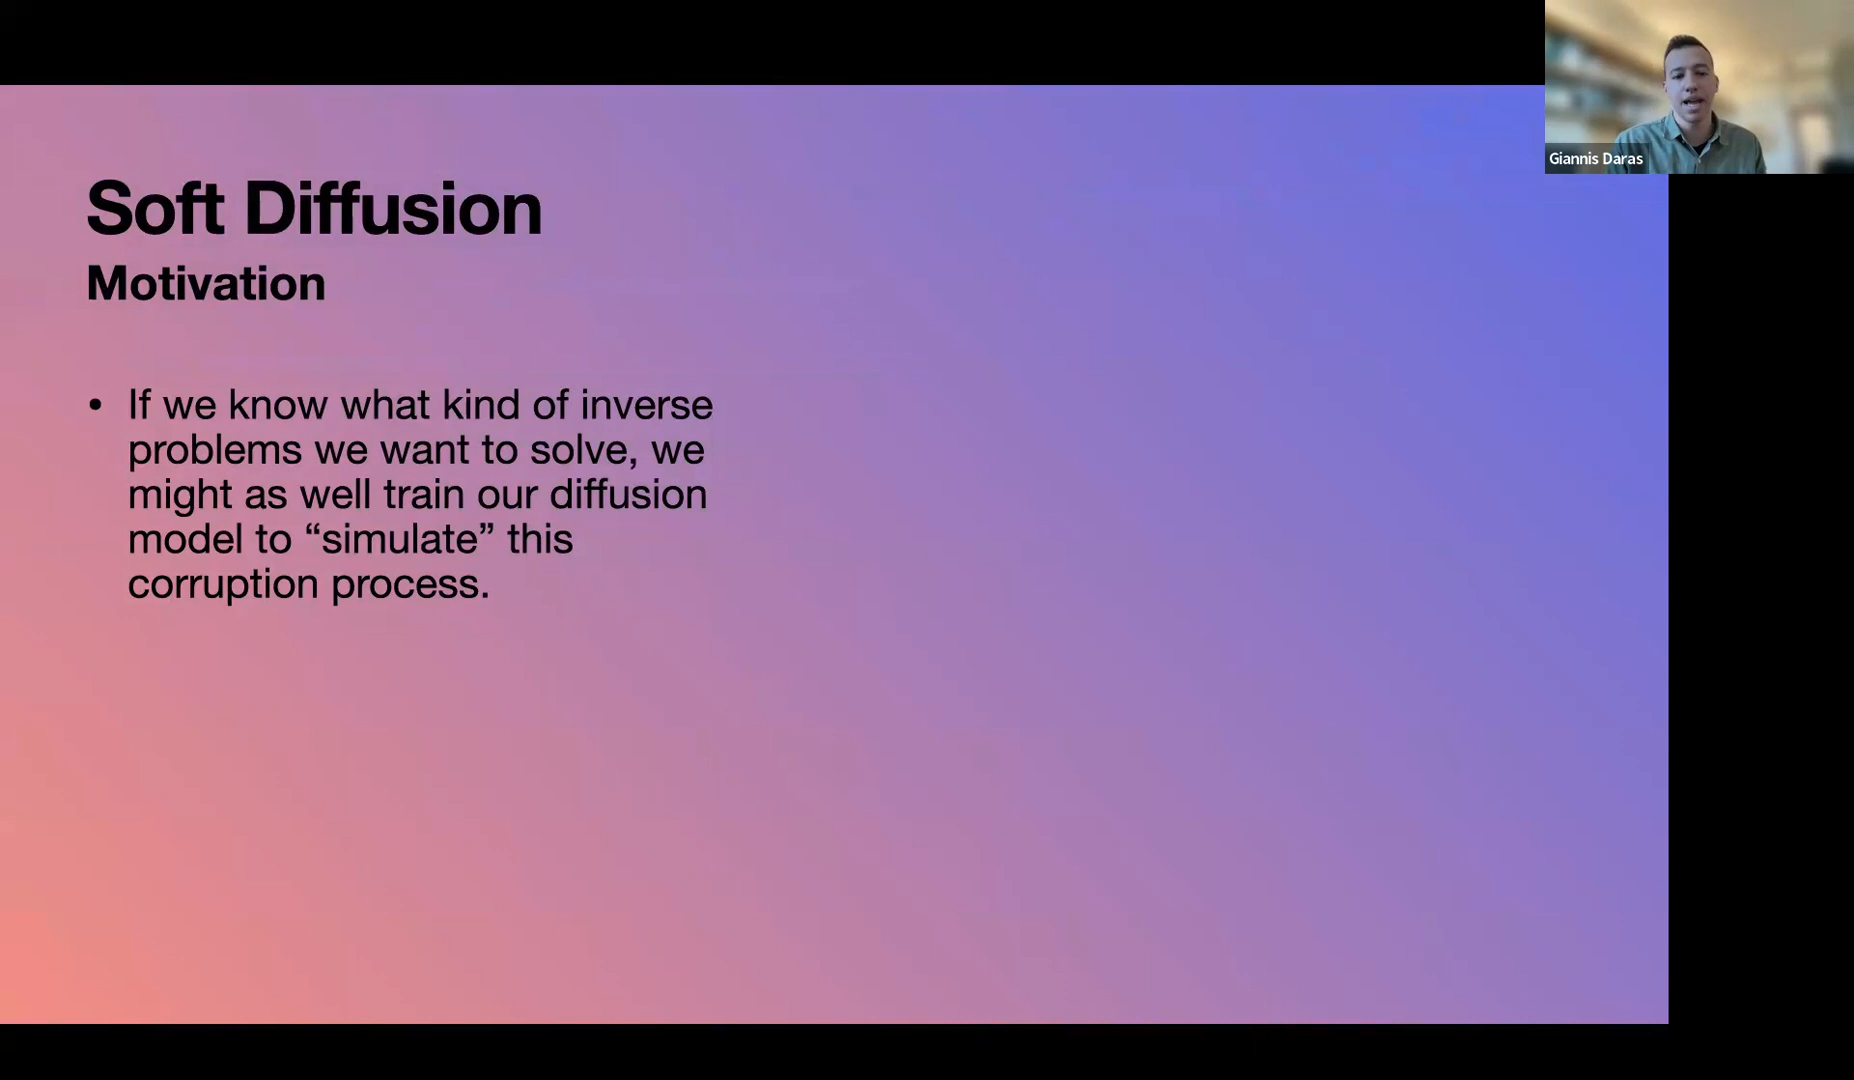 Soft Diffusion
Motivation
• If we know what kind of inverse
problems we want to solve, we
might as well train our diffusion
model to “simulate” this
corruption process.
Giannis Daras